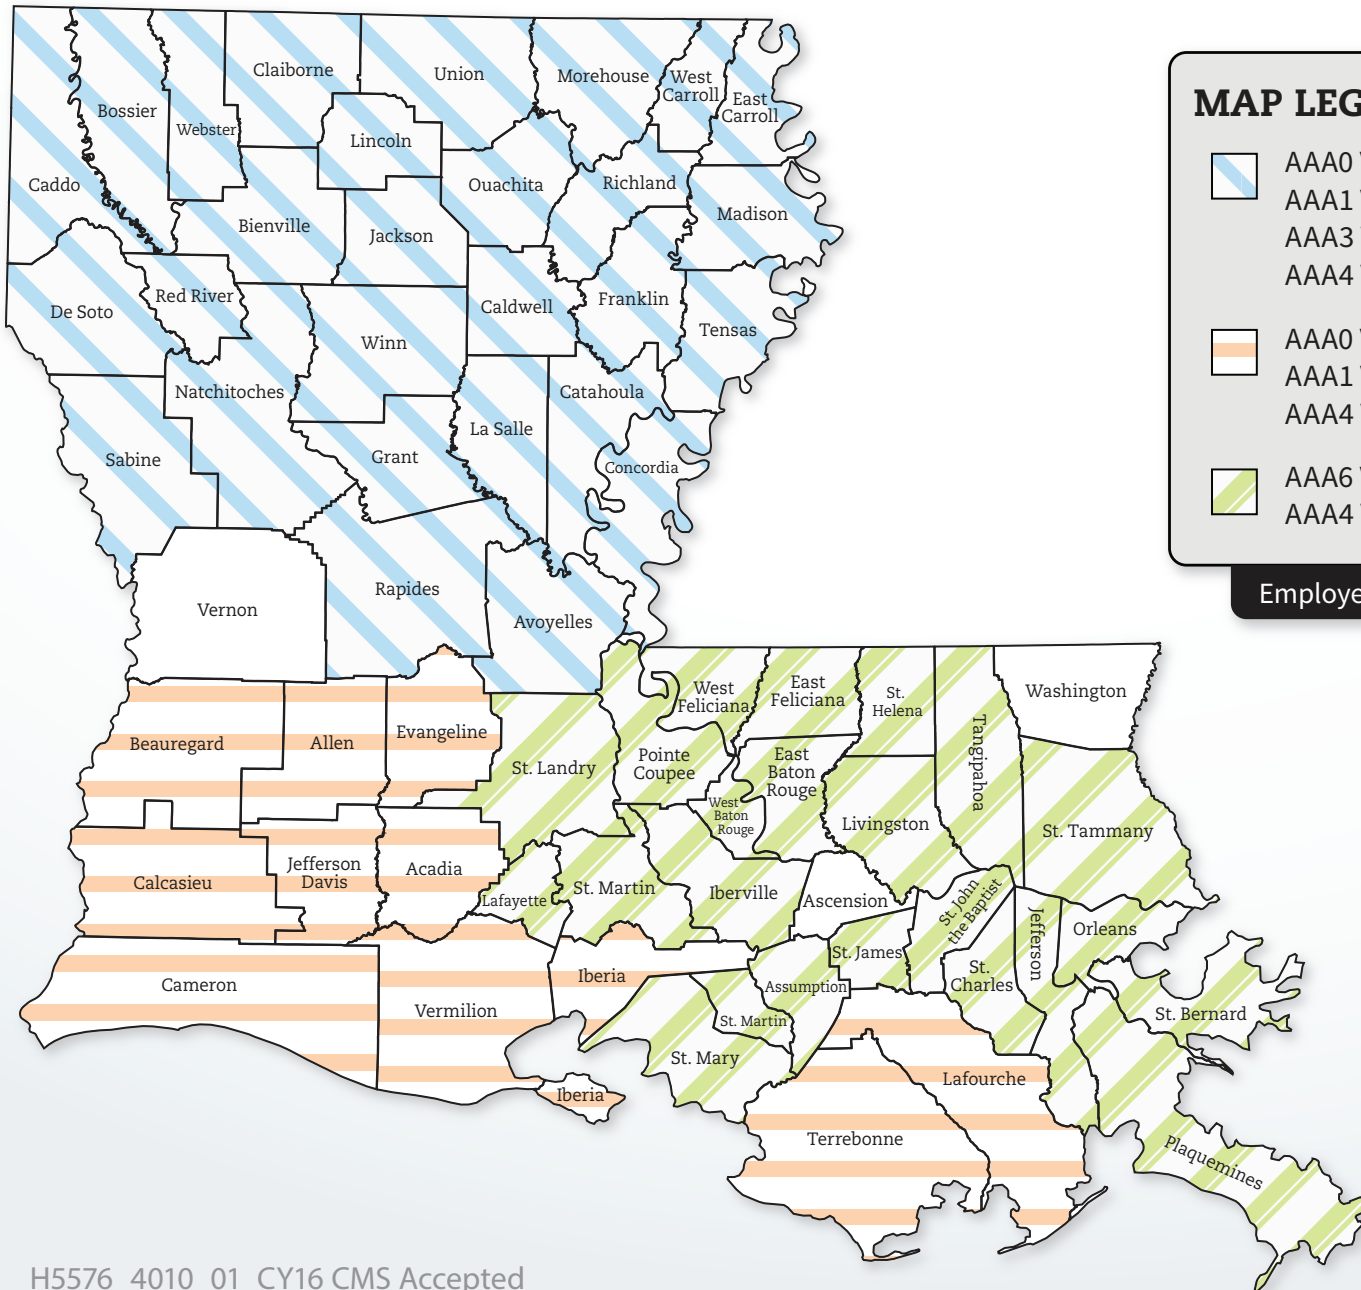 Claiborne
Union
Morehouse
West
Carroll
East
Carroll
Bossier
Webster
Lincoln
Caddo
Ouachita
Richland
Madison
Bienville
Jackson
De Soto
Red River
Winn
Caldwell
Franklin
Tensas
Natchitoches
Catahoula
Sabine
Grant
La Salle
Concordia
Vernon
Rapides
Avoyelles
Beauregard
Allen
Evangeline
St. Landry
Pointe
Coupee
West
Feliciana
East
Feliciana
St.
Helena
Tangipahoa
Washington
East
Baton
Rouge
West
Baton
Rouge
Livingston
St. Tammany
Calcasieu
Jefferson
Davis
Acadia
Lafayette
St. Martin
Iberville
Ascension
St. John
the Baptist
Jefferson
Orleans
St. James
St.
Charles
Assumption
Cameron
Vermilion
Iberia
St. Martin
St. Mary
St. Bernard
Iberia
Lafourche
Terrebonne
Plaquemines
MAP LEG
AAA0
AAA1
AAA3
AAA4
AAA0
AAA1
AAA4
AAA6
AAA4
Employe
H5576_4010_01_CY16 CMS Accepted